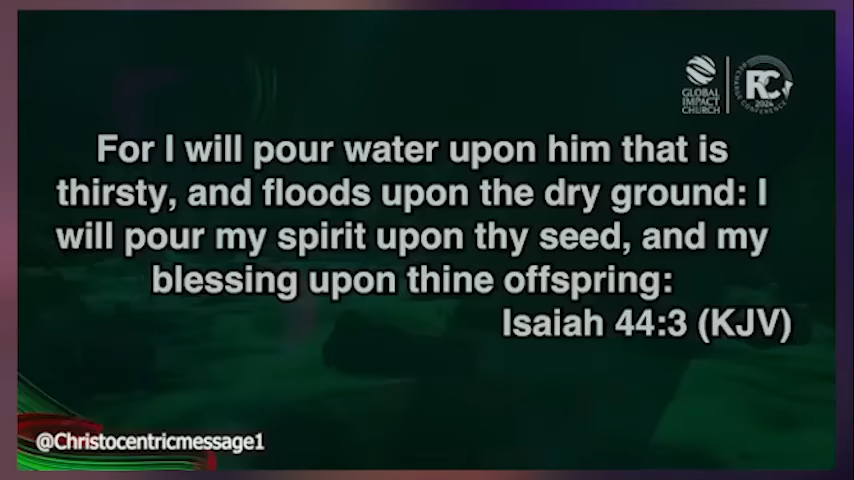 GLOBAL
IMPACT
CHURCH
RECHARGE CONFERENCE
RC
2024
For I will pour water upon him that is
thirsty, and floods upon the dry ground: I
will pour my spirit upon thy seed, and my
blessing upon thine offspring:
Isaiah 44:3 (KJV)
@Christocentricmessage1